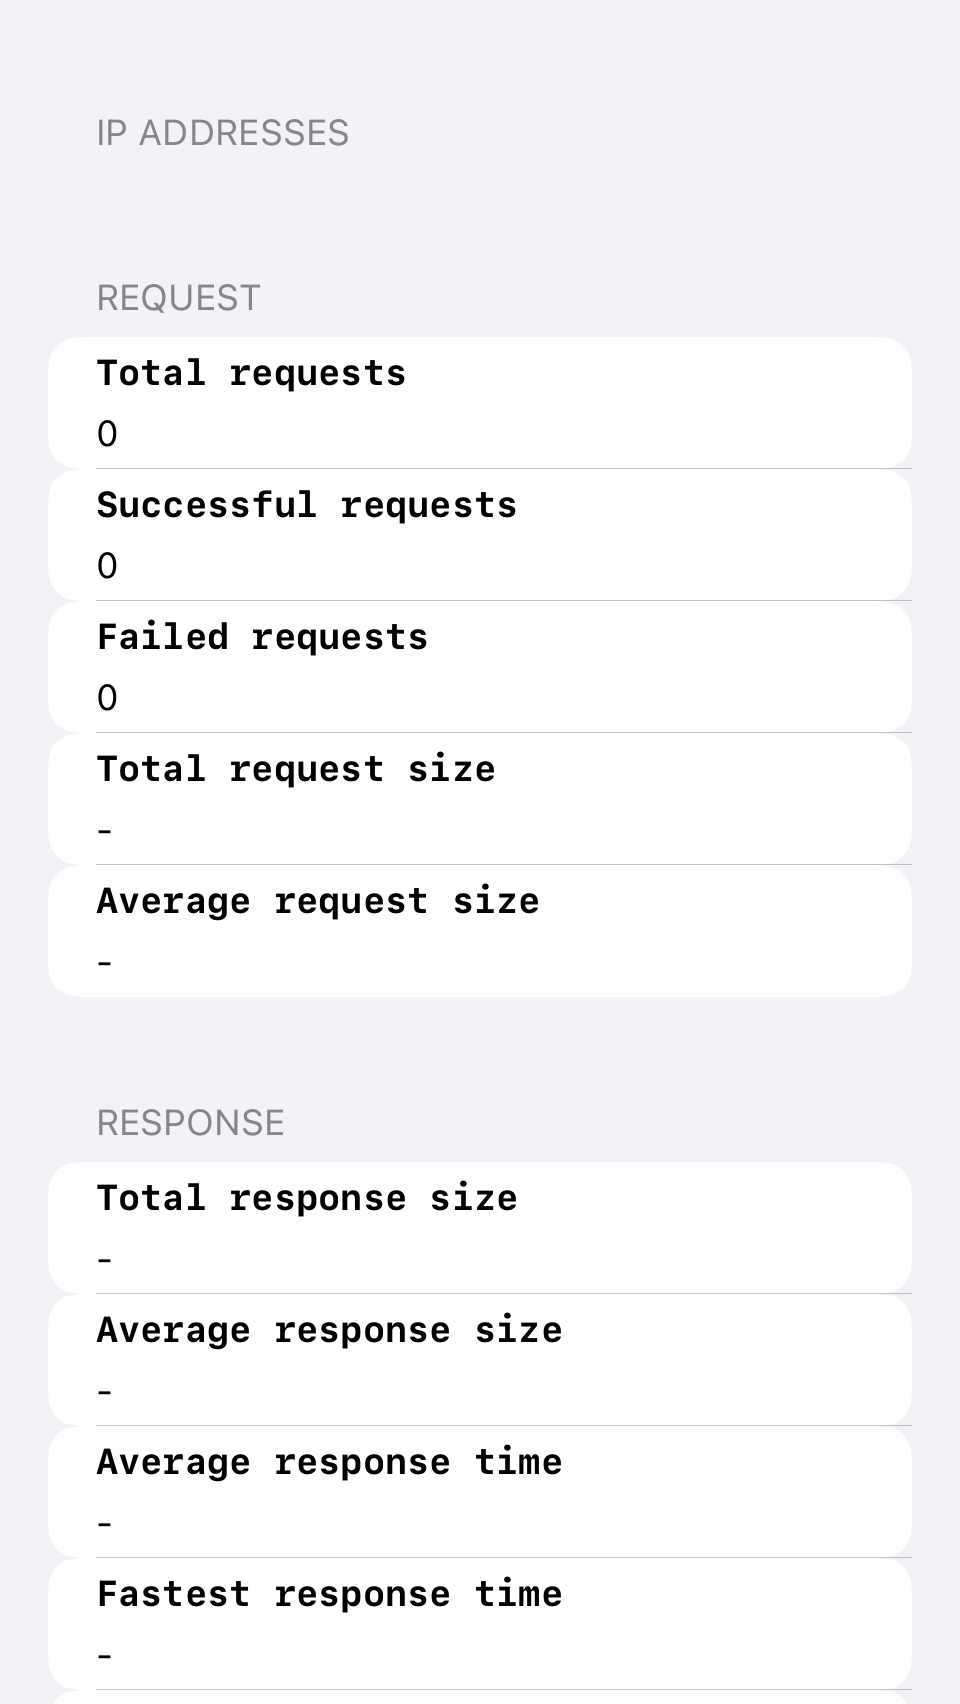 IP ADDRESSES
REQUEST
Total requests
0
Successful requests
0
Failed requests
0
Total request size
-
Average request size
-
RESPONSE
Total response size
-
Average response size
-
Average response time
-
Fastest response time
-